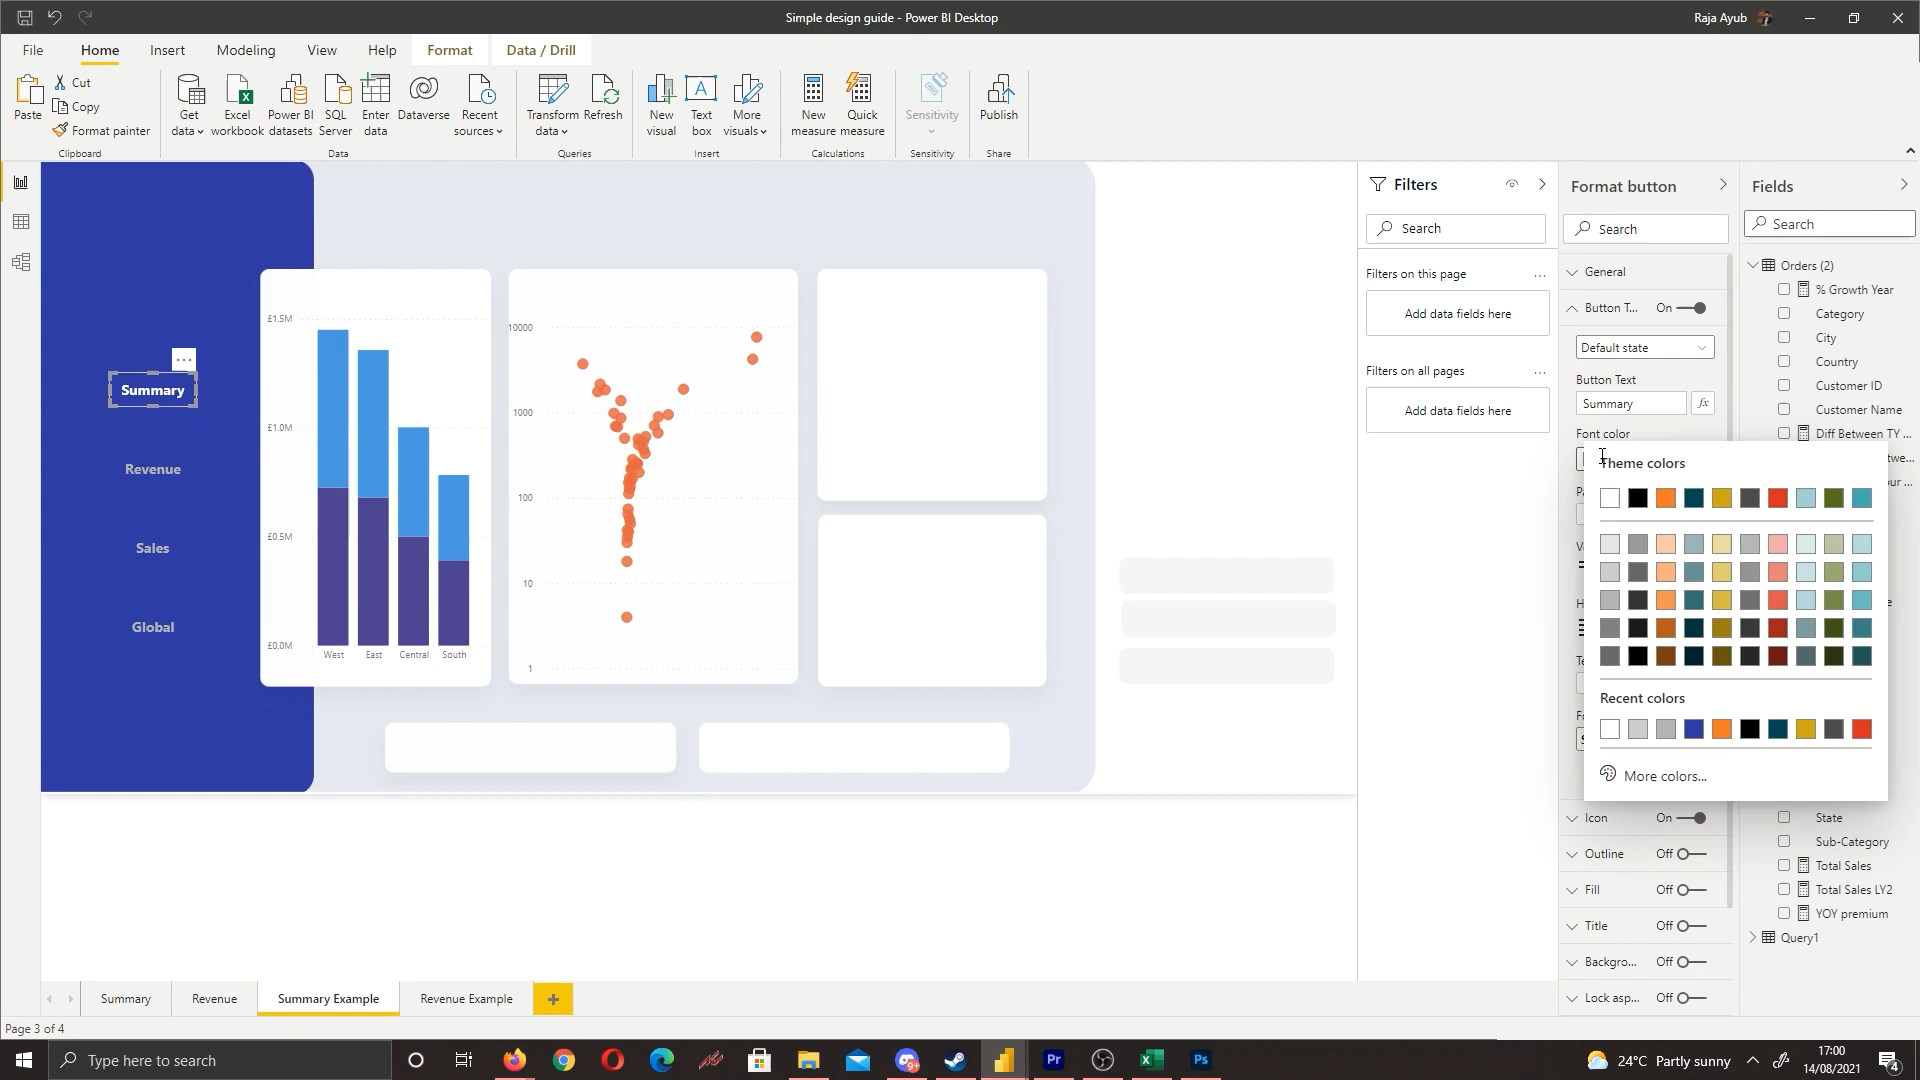 Simple design guide - Power BI Desktop
Raja Ayub
File
Home
Insert
Modeling
View
Help
Format
Data / Drill
Paste
Cut
Copy
Format painter
Clipboard
Get data
Excel workbook
Power BI datasets
SQL Server
Enter data
Dataverse
Recent sources
Data
Transform data
Refresh
Queries
New visual
Text box
More visuals
Insert
New measure
Quick measure
Calculations
Sensitivity
Sensitivity
Publish
Share
Summary
Revenue
Sales
Global
£1.5M
£1.0M
£0.5M
£0.0M
West
East
Central
South
10000
1000
100
10
1
Filters
Search
Filters on this page
...
Add data fields here
Filters on all pages
...
Add data fields here
Format button
Search
General
Button T... On
Default state
Button Text
Summary
fx
Font color
Theme colors
Recent colors
More colors...
Icon On
Outline Off
Fill Off
Title Off
Backgro... Off
Lock asp... Off
Fields
Search
Orders (2)
% Growth Year
Category
City
Country
Customer ID
Customer Name
Diff Between TY ...
twe...
ur ...
e
State
Sub-Category
Total Sales
Total Sales LY2
YOY premium
Query1
Summary
Revenue
Summary Example
Revenue Example
Page 3 of 4
Type here to search
9+
Pr
Ps
24°C Partly sunny
17:00
14/08/2021
4